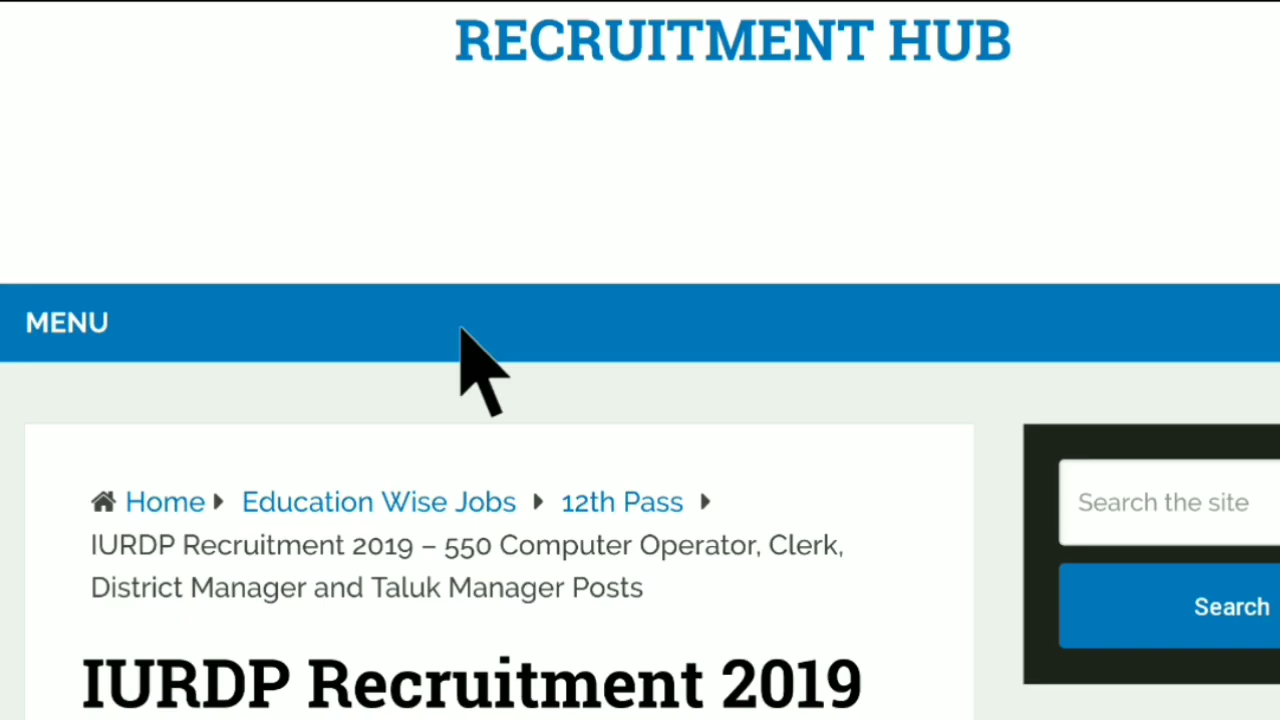 RECRUITMENT HUB
MENU
Home Education Wise Jobs 12th Pass
IURDP Recruitment 2019 – 550 Computer Operator, Clerk,
District Manager and Taluk Manager Posts
Search the site
Search
IURDP Recruitment 2019